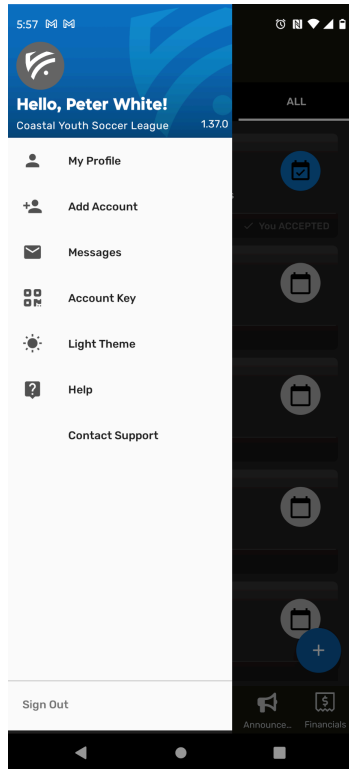 5:57
Hello, Peter White!
Coastal Youth Soccer League 1.37.0
ALL
My Profile
Add Account
You ACCEPTED
Messages
Account Key
Light Theme
Help
Contact Support
Sign Out
Announce... Financials